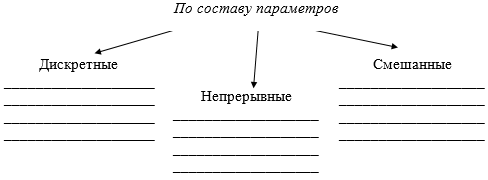 По составу параметров
Дискретные
Непрерывные
Смешанные